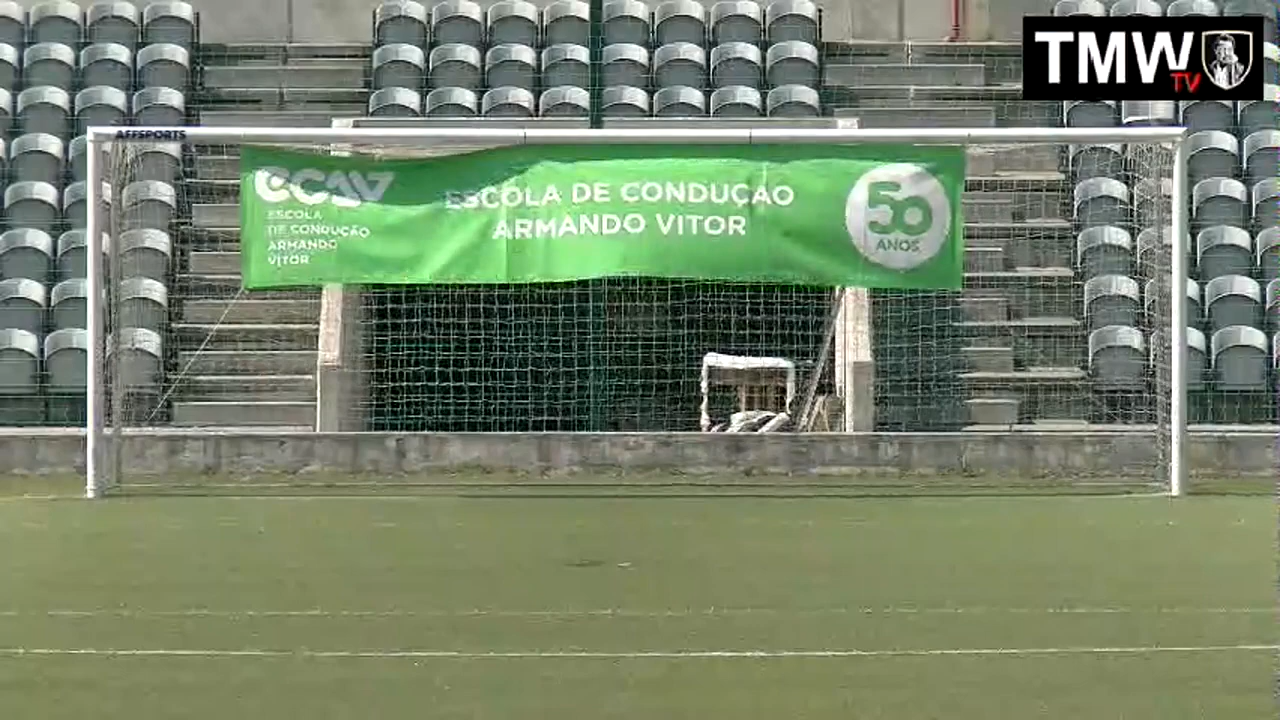 TMW
TV
AFFSPORTS
ECAV
ESCOLA
DE CONDUÇÃO
ARMANDO
VITOR
ESCOLA DE CONDUÇÃO
ARMANDO VITOR
50
ANOS